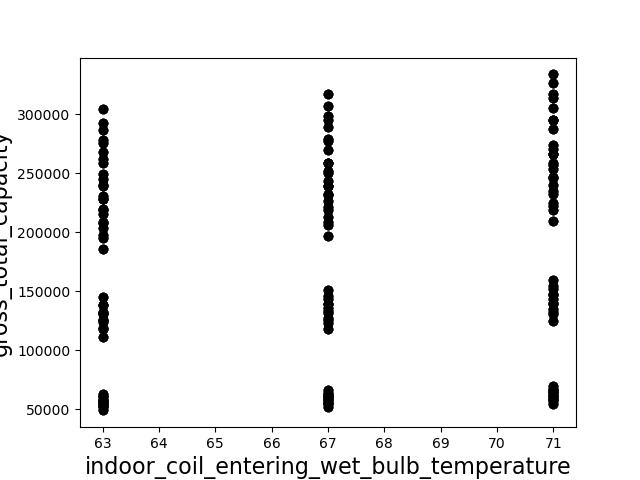 gross_total_capacity
300000
250000
200000
150000
100000
50000
63 64 65 66 67 68 69 70 71
indoor_coil_entering_wet_bulb_temperature